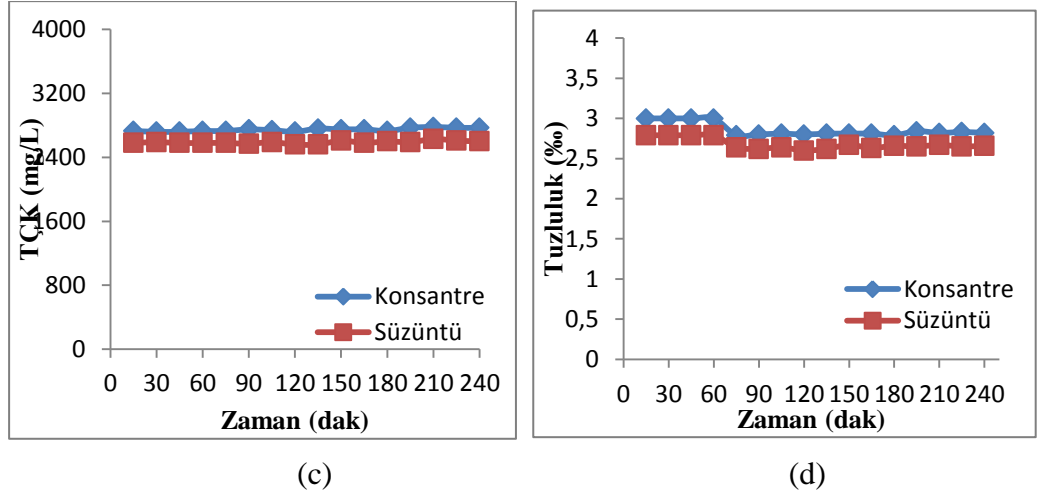 TÇK (mg/L)
4000
3200
2400
1600
800
0
Konsantre
Süzüntü
0 30 60 90 120 150 180 210 240
Zaman (dak)
(c)
Tuzluluk (‰)
4
3,5
3
2,5
2
1,5
1
0,5
0
Konsantre
Süzüntü
0 30 60 90 120 150 180 210 240
Zaman (dak)
(d)